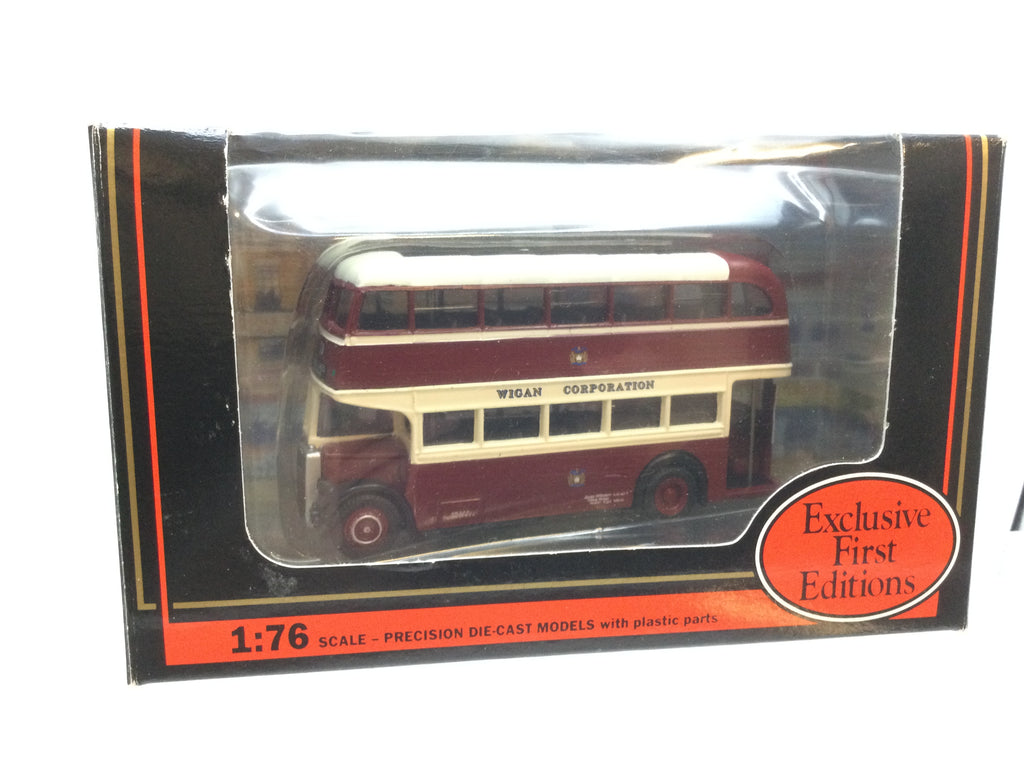 WIGAN CORPORATION
Exclusive
First
Editions
1:76 SCALE – PRECISION DIE-CAST MODELS with plastic parts